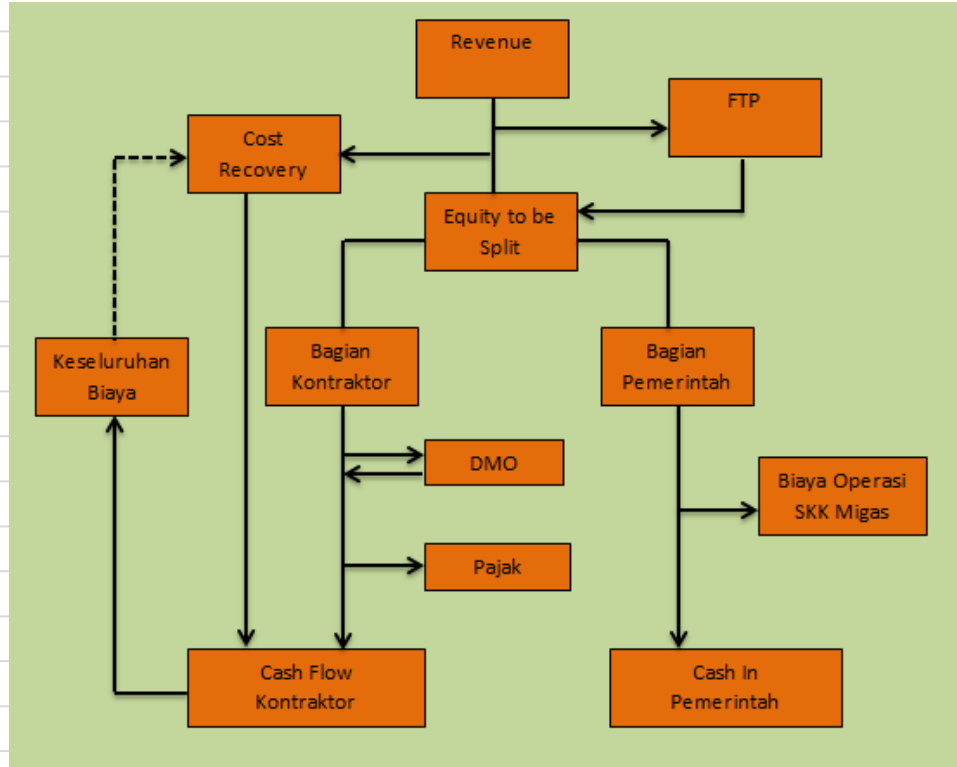 Revenue
FTP
Cost
Recovery
Equity to be
Split
Keseluruhan
Biaya
Bagian
Kontraktor
Bagian
Pemerintah
DMO
Biaya Operasi
SKK Migas
Pajak
Cash Flow
Kontraktor
Cash In
Pemerintah